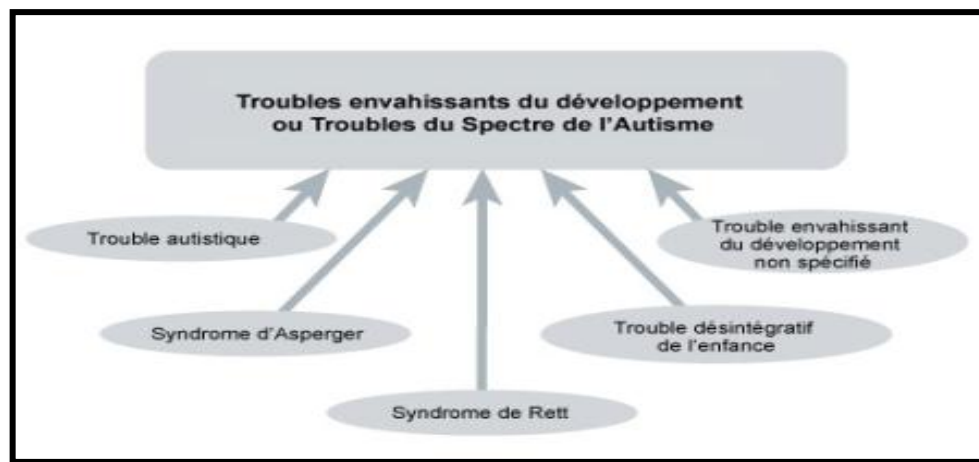 Troubles envahissants du développement
ou Troubles du Spectre de l'Autisme
Trouble autistique
Trouble envahissant
du développement
non spécifié
Syndrome d'Asperger
Trouble désintégratif
de l'enfance
Syndrome de Rett